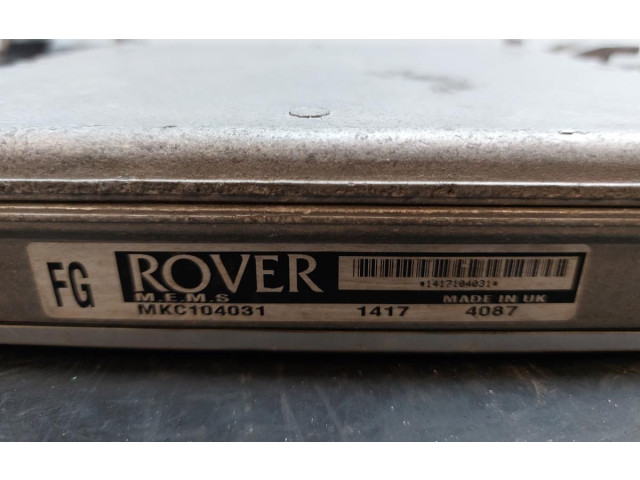 FG
ROVER
M.E.M.S
MKC104031
*1417104031*
MADE IN UK
1417 4087